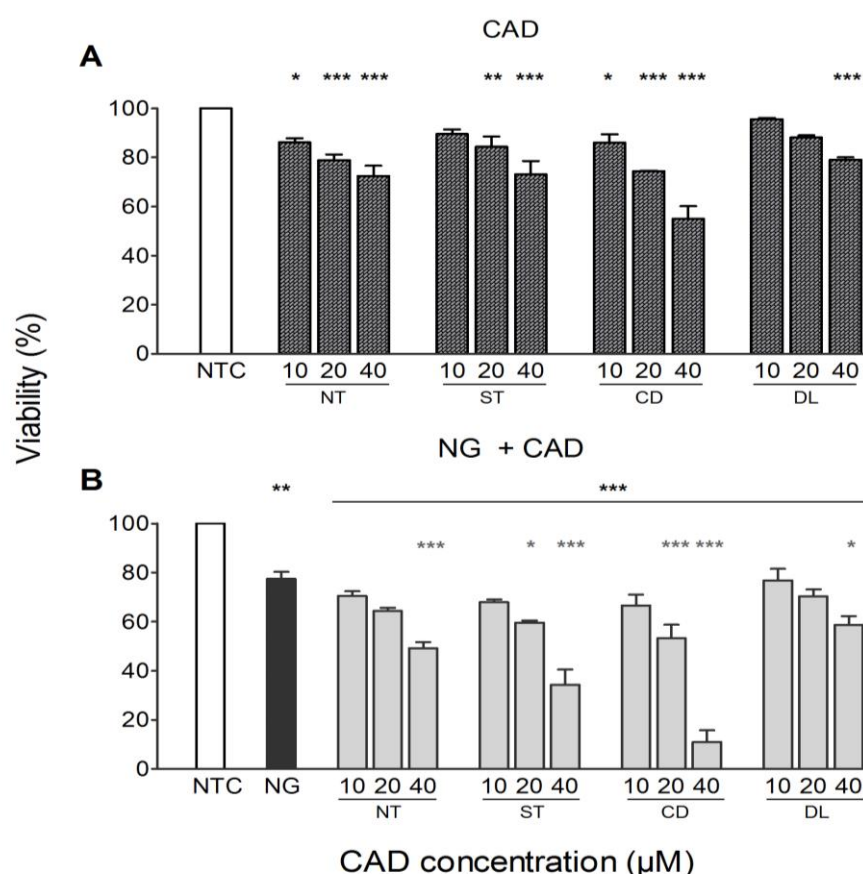 CAD
A
* *** *** ** *** * *** *** ***
100
80
60
40
20
0
NTC 10 20 40 10 20 40 10 20 40 10 20 40
NT ST CD DL
Viability (%)
NG + CAD
B
** ***
*** * *** *** *** *
100
80
60
40
20
0
NTC NG 10 20 40 10 20 40 10 20 40 10 20 40
NT ST CD DL
CAD concentration (µM)